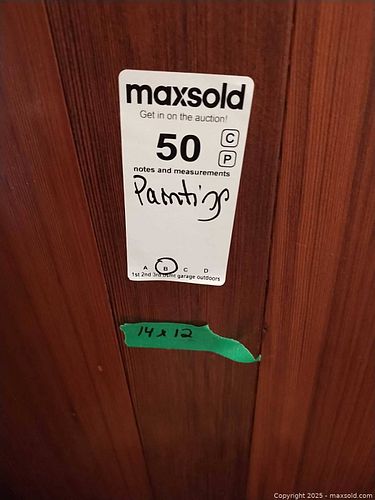 maxsold
Get in on the auction!
50
C
P
notes and measurements
Paintings
A B C D
1st 2nd 3rd bsmt garage outdoors
14 x 12
Copyright 2025 - maxsold.com